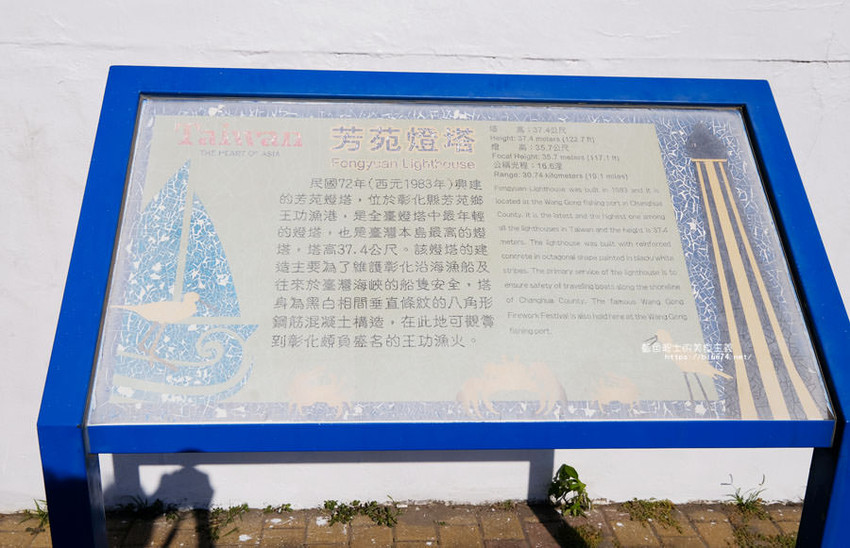 Taiwan
THE HEART OF ASIA
芳苑燈塔
Fongyuan Lighthouse
民國72年(西元1983年)興建
的芳苑燈塔，位於彰化縣芳苑鄉
王功漁港，是全臺燈塔中最年輕
的燈塔，也是臺灣本島最高的燈
塔，塔高37.4公尺。該燈塔的建
造主要為了維護彰化沿海漁船及
往來於臺灣海峽的船隻安全，塔
身為黑白相間垂直條紋的八角形
鋼筋混凝土構造，在此地可觀賞
到彰化頗負盛名的王功漁火。
塔 高：37.4公尺
Height: 37.4 meters (122.7 ft)
燈 高：35.7公尺
Focal Height: 35.7 meters (117.1 ft)
公稱光程：16.6浬
Range: 30.74 kilometers (19.1 miles)
Fongyuan Lighthouse was built in 1983 and it is
located at the Wang Gong fishing port in Changhua
County. It is the latest and the highest one among
all the lighthouses in Taiwan and the height is 37.4
meters. The lighthouse was built with reinforced
concrete in octagonal shape painted in black/white
stripes. The primary service of the lighthouse is to
ensure safety of travelling boats along the shoreline
of Changhua County. The famous Wang Gong
Firework Festival is also held here at the Wang Gong
fishing port.
藍色起士的美食主義
https://blua74.net/